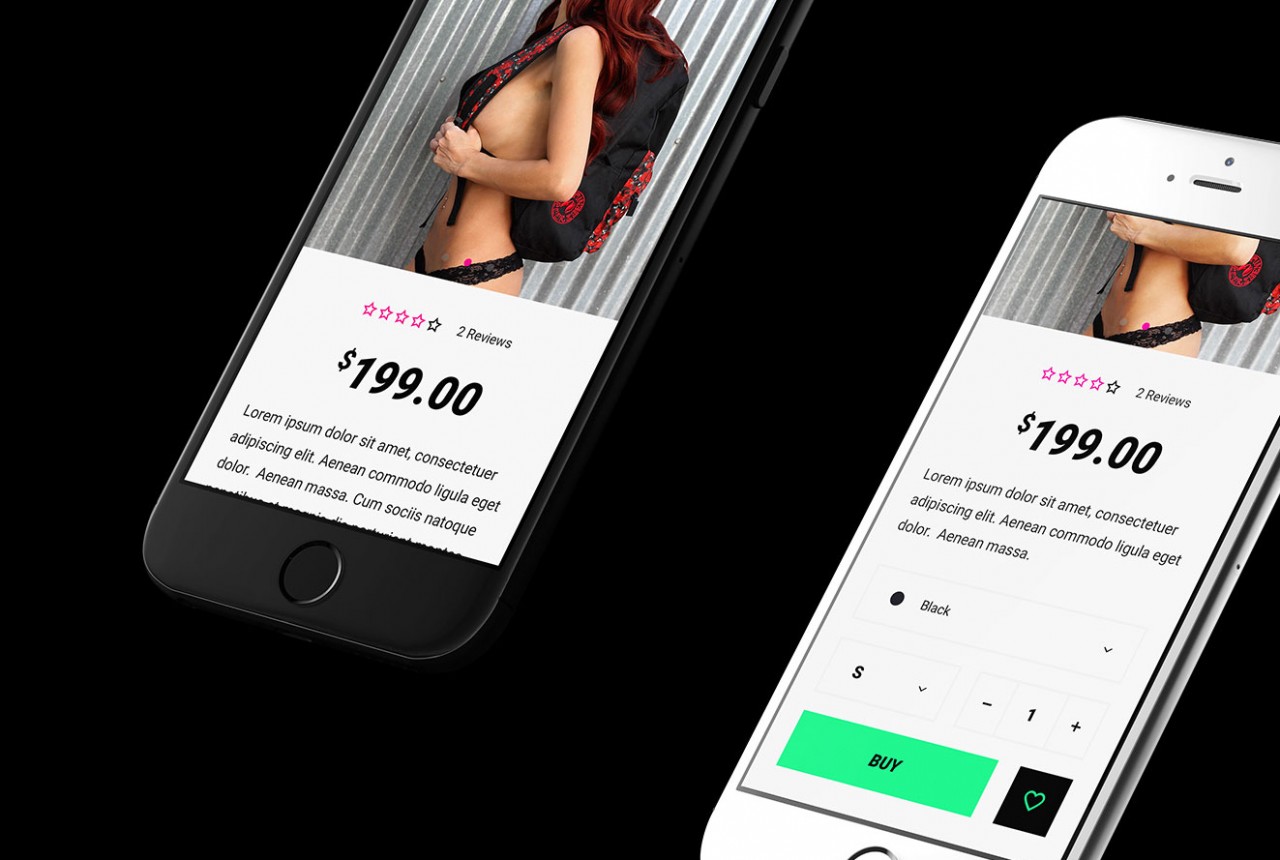 2 Reviews
$199.00
Lorem ipsum dolor sit amet, consectetuer
adipiscing elit. Aenean commodo ligula eget
dolor. Aenean massa. Cum sociis natoque
2 Reviews
$199.00
Lorem ipsum dolor sit amet, consectetuer
adipiscing elit. Aenean commodo ligula eget
dolor. Aenean massa.
Black
S
− 1 +
BUY